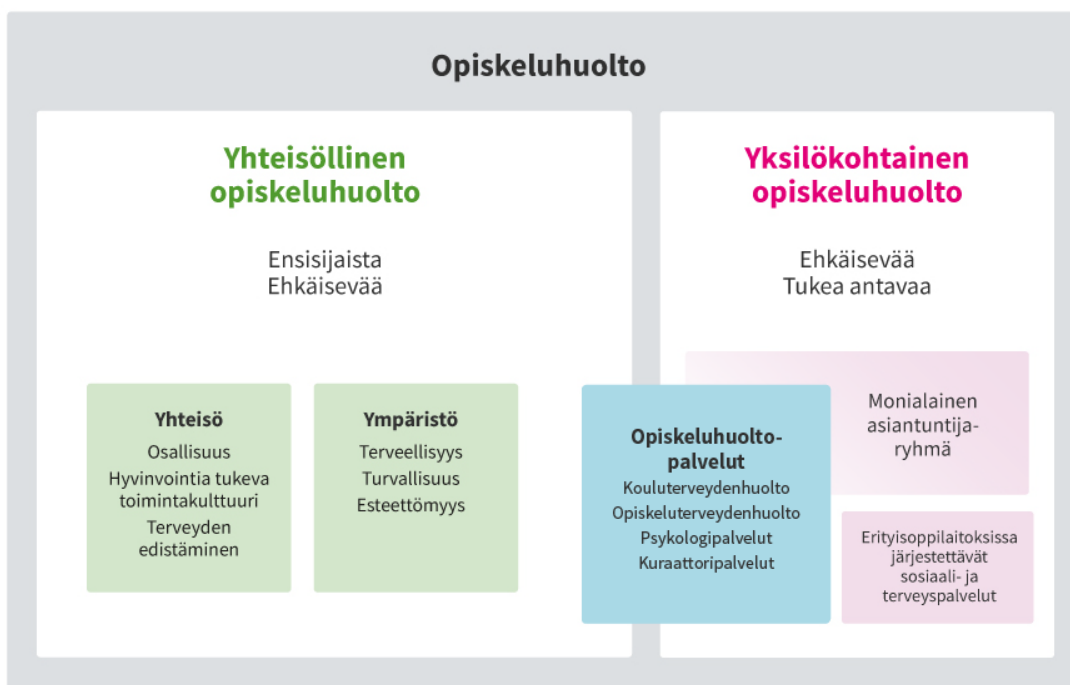 Opiskeluhuolto
Yhteisöllinen
opiskeluhuolto
Ensisijaista
Ehkäisevää
Yhteisö
Osallisuus
Hyvinvointia tukeva
toimintakulttuuri
Terveyden
edistäminen
Ympäristö
Terveellisyys
Turvallisuus
Esteettömyys
Opiskeluhuolto-
palvelut
Kouluterveydenhuolto
Opiskeluterveydenhuolto
Psykologipalvelut
Kuraattoripalvelut
Yksilökohtainen
opiskeluhuolto
Ehkäisevää
Tukea antavaa
Monialainen
asiantuntija-
ryhmä
Erityisoppilaitoksissa
järjestettävät
sosiaali- ja
terveyspalvelut